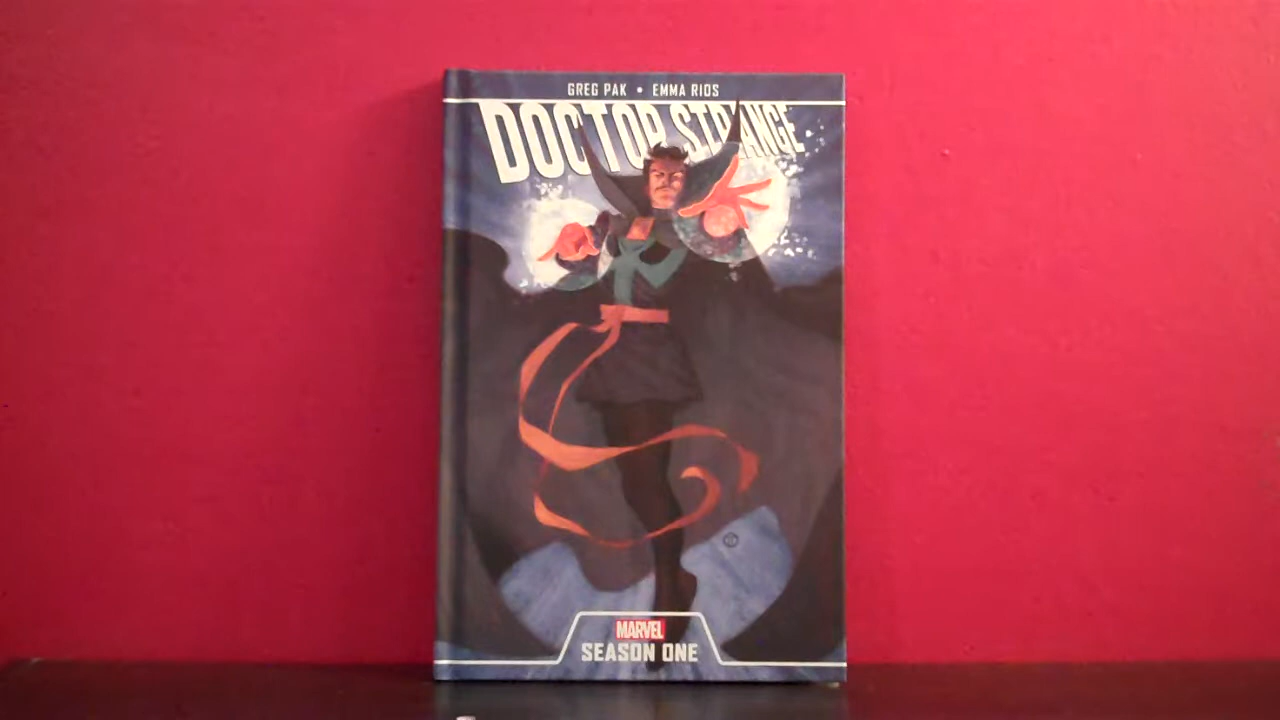 GREG PAK • EMMA RIOS
DOCTOR STRANGE
MARVEL
SEASON ONE